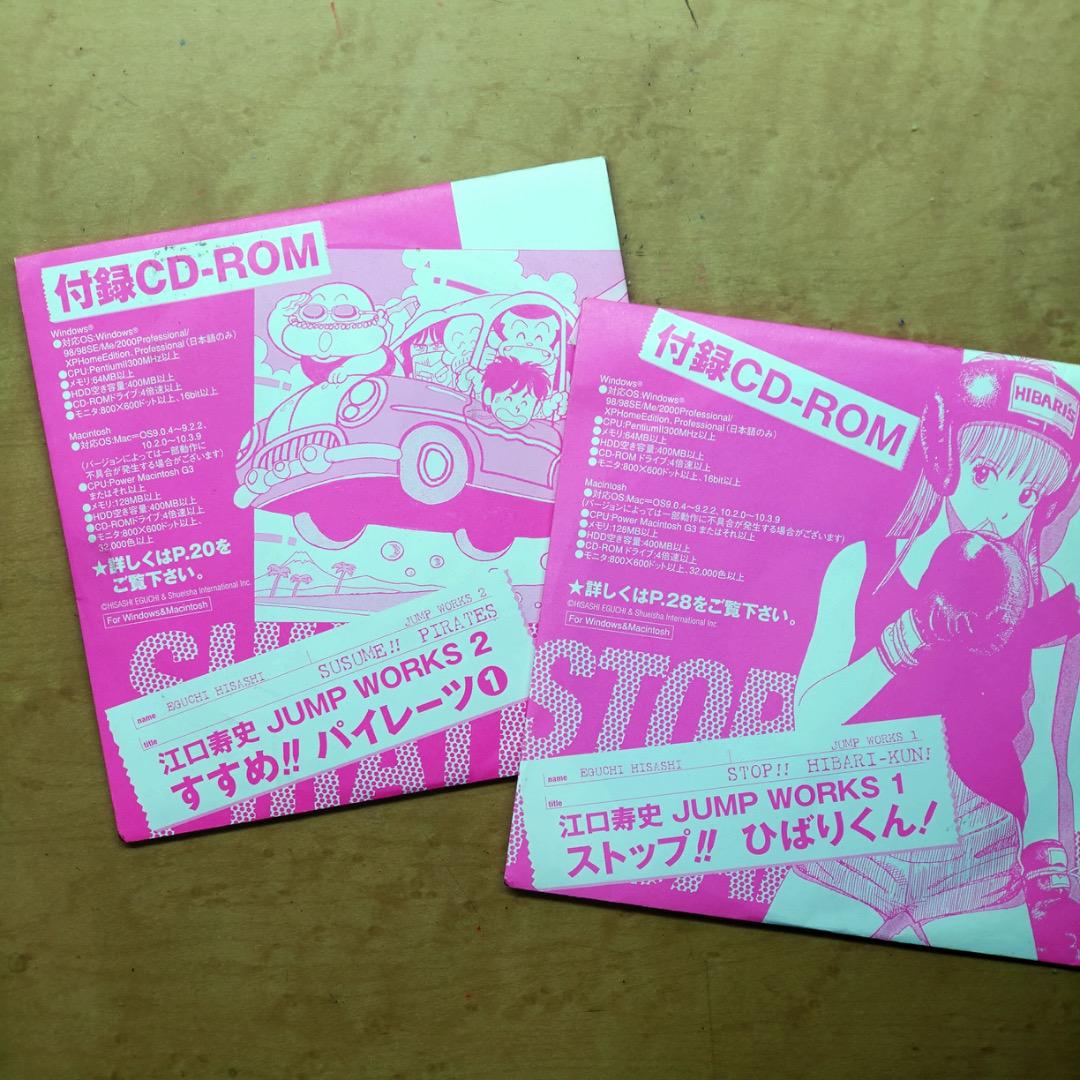 付録CD-ROM
Windows®
●対応OS:Windows®
98/98SE/Me/2000Professional/
XPHomeEdition, Professional (日本語のみ)
●CPU:PentiumII300MHz以上
●メモリ:64MB以上
●HDD空き容量:400MB以上
●CD-ROMドライブ:4倍速以上
●モニタ:800×600ドット以上、16bit以上
Macintosh
●対応OS:Mac=OS9.0.4~9.2.2、
10.2.0~10.3.9
(バージョンによっては一部動作に
不具合が発生する場合がございます)
●CPU:Power Macintosh G3
またはそれ以上
●メモリ:128MB以上
●HDD空き容量:400MB以上
●CD-ROMドライブ:4倍速以上
●モニタ:800×600ドット以上、
32,000色以上
★詳しくはP.20を
ご覧下さい。
©HISASHI EGUCHI & Shueisha International Inc.
For Windows&Macintosh
JUMP WORKS 2
name EGUCHI HISASHI SUSUME!! PIRATES
title
江口寿史 JUMP WORKS 2
すすめ!! パイレーツ❶
付録CD-ROM
Windows®
●対応OS:Windows®
98/98SE/Me/2000Professional/
XPHomeEdition, Professional (日本語のみ)
●CPU:PentiumII300MHz以上
●メモリ:64MB以上
●HDD空き容量:400MB以上
●CD-ROMドライブ:4倍速以上
●モニタ:800×600ドット以上、16bit以上
Macintosh
●対応OS:Mac=OS9.0.4~9.2.2、10.2.0~10.3.9
(バージョンによっては一部動作に不具合が発生する場合がございます)
●CPU:Power Macintosh G3 またはそれ以上
●メモリ:128MB以上
●HDD空き容量:400MB以上
●CD-ROMドライブ:4倍速以上
●モニタ:800×600ドット以上、32,000色以上
★詳しくはP.28をご覧下さい。
©HISASHI EGUCHI & Shueisha International Inc.
For Windows&Macintosh
HIBARI'S
STOP
JUMP WORKS 1
name EGUCHI HISASHI STOP!! HIBARI-KUN!
title
江口寿史 JUMP WORKS 1
ストップ!! ひばりくん!